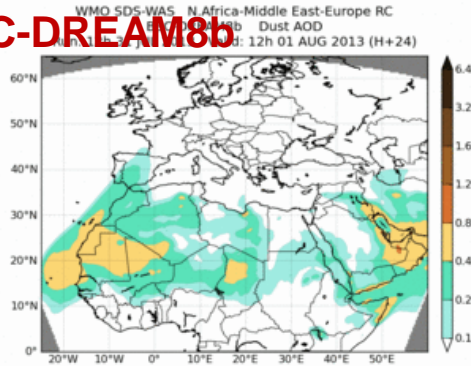 WMO SDS-WAS N.Africa-Middle East-Europe RC
C-DREAM8b
Dust AOD
12h 01 AUG 2013 (H+24)
60°N
50°N
40°N
30°N
20°N
10°N
0°
20°W 10°W 0° 10°E 20°E 30°E 40°E 50°E
6.4
3.2
1.6
1.2
0.8
0.4
0.2
0.1